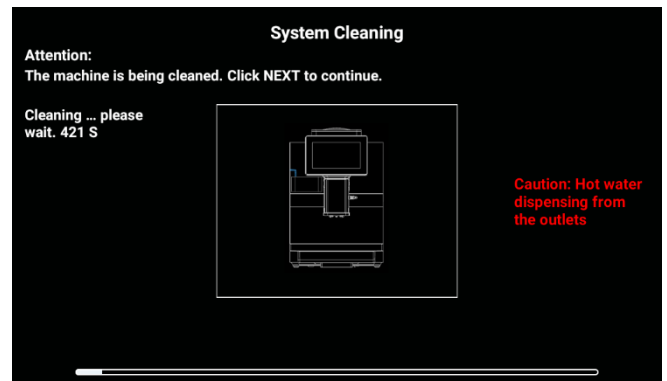 System Cleaning
Attention:
The machine is being cleaned. Click NEXT to continue.
Cleaning ... please
wait. 421 S
Caution: Hot water
dispensing from
the outlets